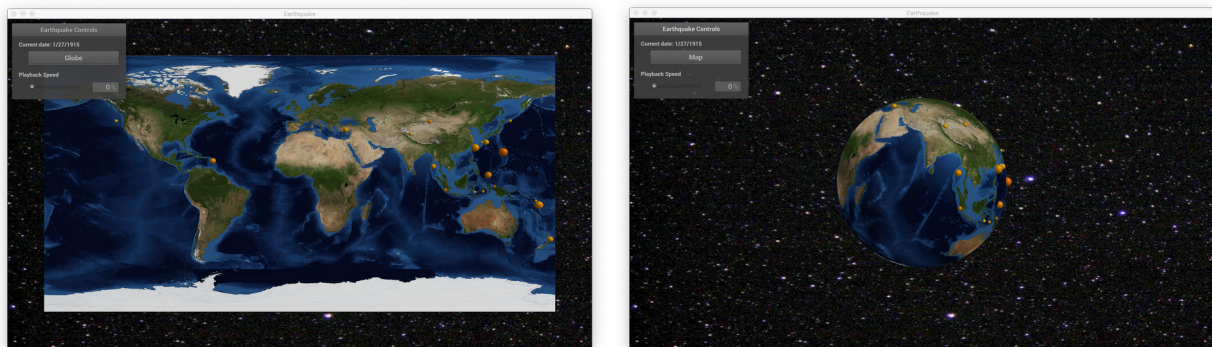 Earthquake
Earthquake Controls
Current date: 1/27/1915
Globe
Playback Speed
0 %
Earthquake
Earthquake Controls
Current date: 1/27/1915
Map
Playback Speed
0 %